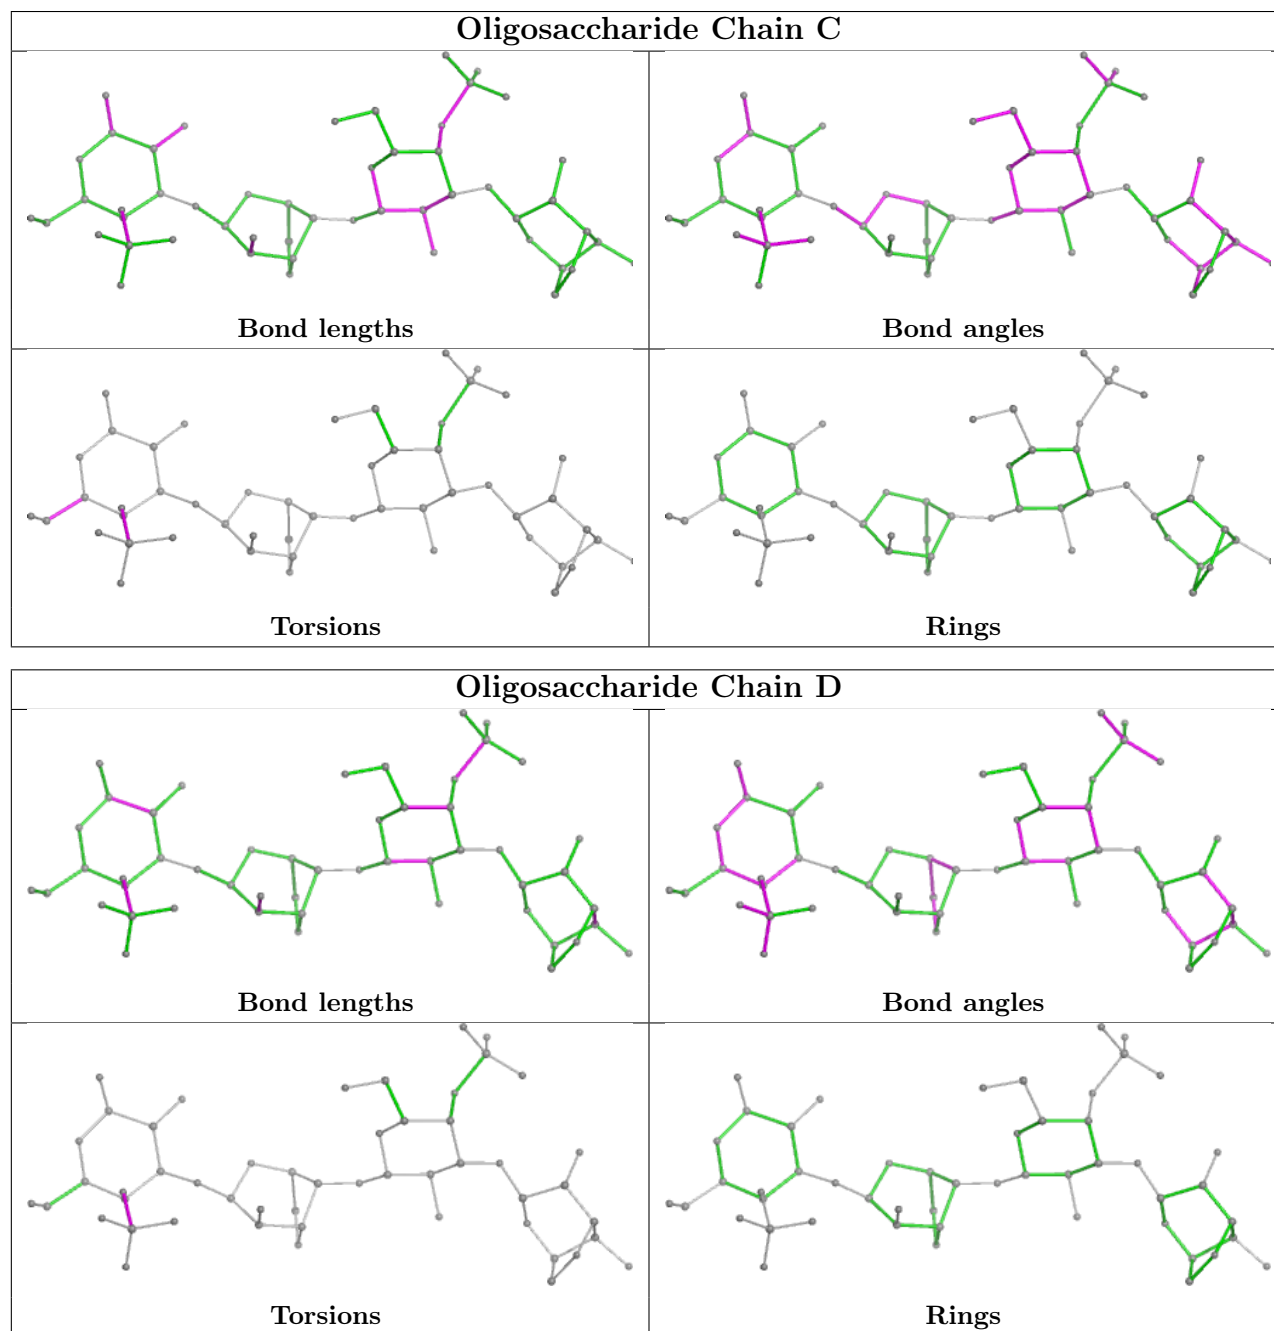 Oligosaccharide Chain C
Bond lengths
Bond angles
Torsions
Rings
Oligosaccharide Chain D
Bond lengths
Bond angles
Torsions
Rings